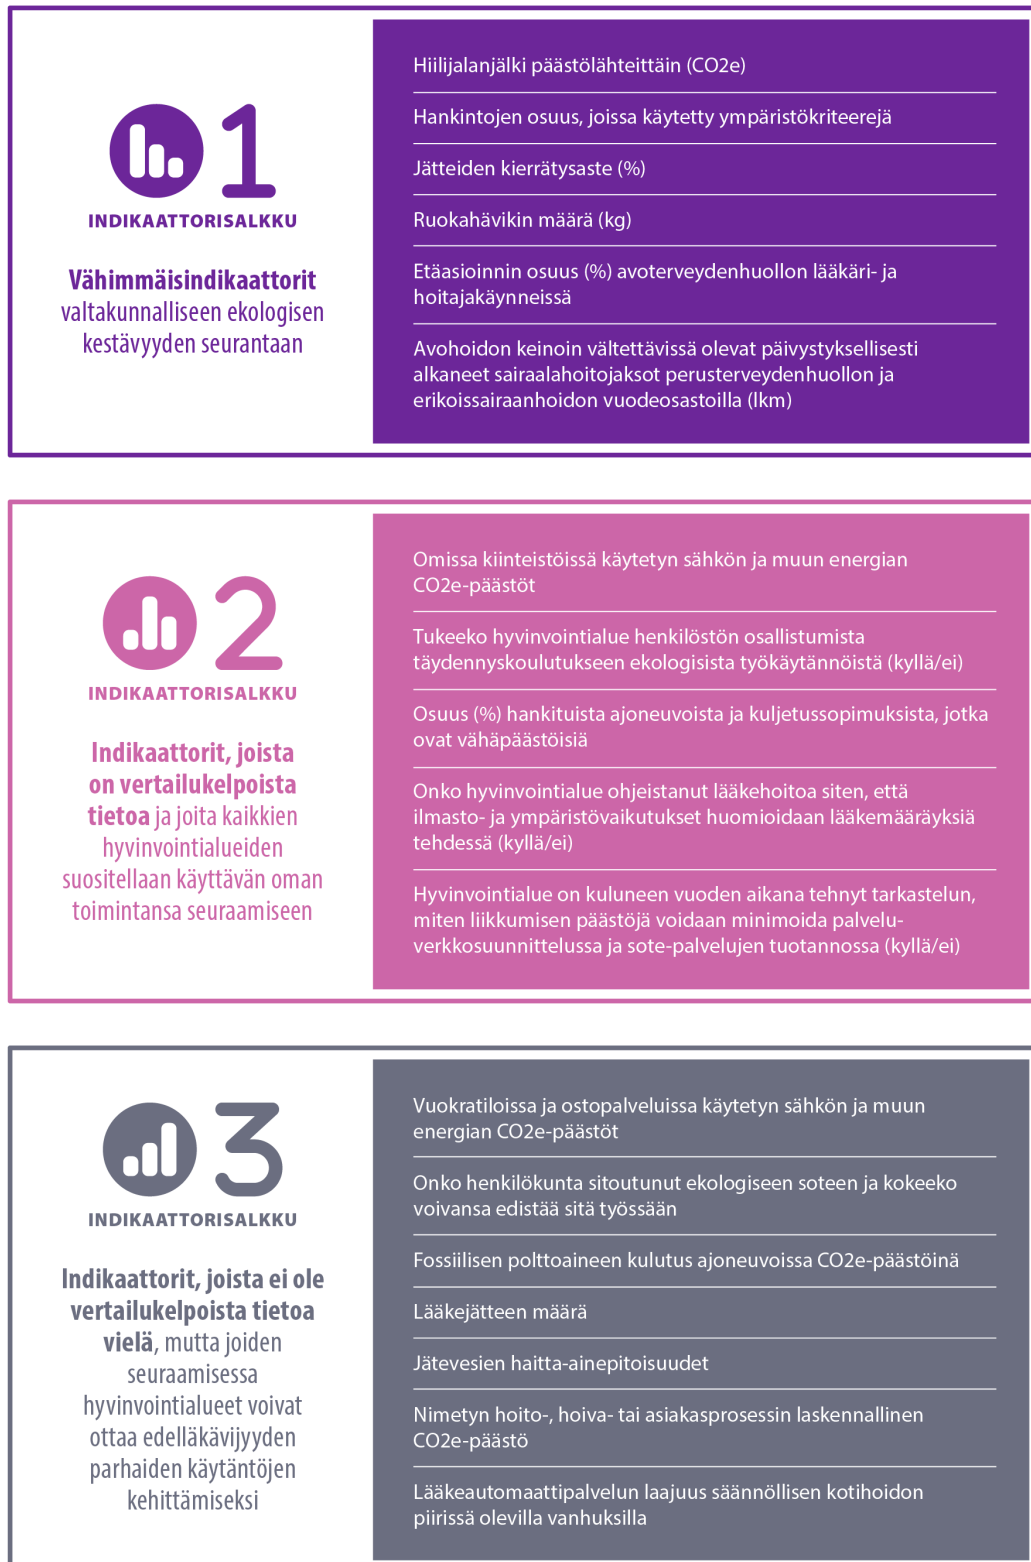 1
INDIKAATTORISALKKU
Vähimmäisindikaattorit
valtakunnalliseen ekologisen
kestävyyden seurantaan
Hiilijalanjälki päästölähteittäin (CO2e)
Hankintojen osuus, joissa käytetty ympäristökriteerejä
Jätteiden kierrätysaste (%)
Ruokahävikin määrä (kg)
Etäasioinnin osuus (%) avoterveydenhuollon lääkäri- ja
hoitajakäynneissä
Avohoidon keinoin vältettävissä olevat päivystyksellisesti
alkaneet sairaalahoitojaksot perusterveydenhuollon ja
erikoissairaanhoidon vuodeosastoilla (lkm)
2
INDIKAATTORISALKKU
Indikaattorit, joista
on vertailukelpoista
tietoa ja joita kaikkien
hyvinvointialueiden
suositellaan käyttävän oman
toimintansa seuraamiseen
Omissa kiinteistöissä käytetyn sähkön ja muun energian
CO2e-päästöt
Tukeeko hyvinvointialue henkilöstön osallistumista
täydennyskoulutukseen ekologisista työkäytännöistä (kyllä/ei)
Osuus (%) hankituista ajoneuvoista ja kuljetussopimuksista, jotka
ovat vähäpäästöisiä
Onko hyvinvointialue ohjeistanut lääkehoitoa siten, että
ilmasto- ja ympäristövaikutukset huomioidaan lääkemääräyksiä
tehdessä (kyllä/ei)
Hyvinvointialue on kuluneen vuoden aikana tehnyt tarkastelun,
miten liikkumisen päästöjä voidaan minimoida palvelu-
verkkosuunnittelussa ja sote-palvelujen tuotannossa (kyllä/ei)
3
INDIKAATTORISALKKU
Indikaattorit, joista ei ole
vertailukelpoista tietoa
vielä, mutta joiden
seuraamisessa
hyvinvointialueet voivat
ottaa edelläkävijyyden
parhaiden käytäntöjen
kehittämiseksi
Vuokratiloissa ja ostopalveluissa käytetyn sähkön ja muun
energian CO2e-päästöt
Onko henkilökunta sitoutunut ekologiseen soteen ja kokeeko
voivansa edistää sitä työssään
Fossiilisen polttoaineen kulutus ajoneuvoissa CO2e-päästöinä
Lääkejätteen määrä
Jätevesien haitta-ainepitoisuudet
Nimetyn hoito-, hoiva- tai asiakasprosessin laskennallinen
CO2e-päästö
Lääkeautomaattipalvelun laajuus säännöllisen kotihoidon
piirissä olevilla vanhuksilla